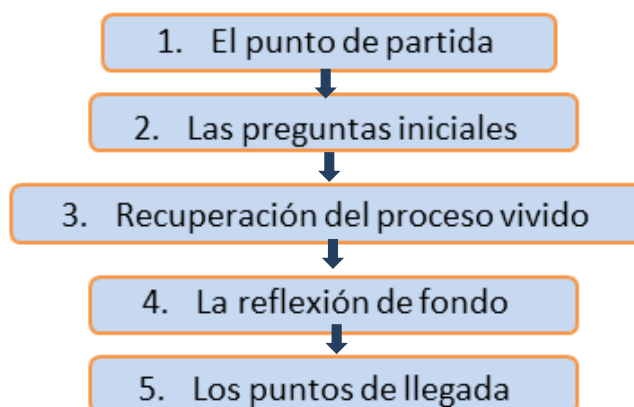 1. El punto de partida
2. Las preguntas iniciales
3. Recuperación del proceso vivido
4. La reflexión de fondo
5. Los puntos de llegada